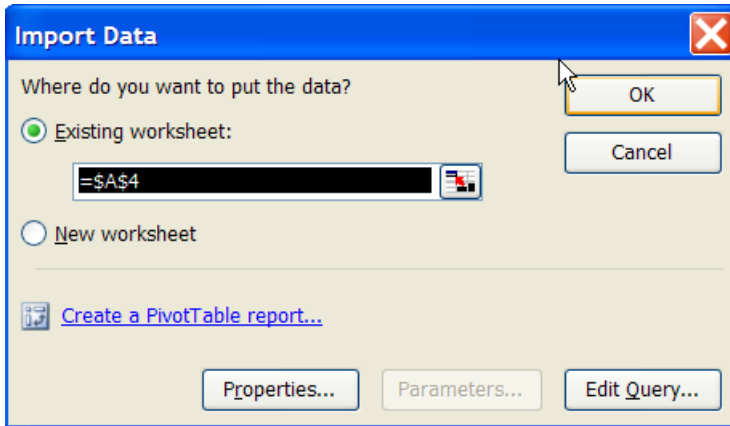 Import Data
Where do you want to put the data?
OK
Existing worksheet:
Cancel
=$A$4
New worksheet
Create a PivotTable report...
Properties...
Parameters...
Edit Query...